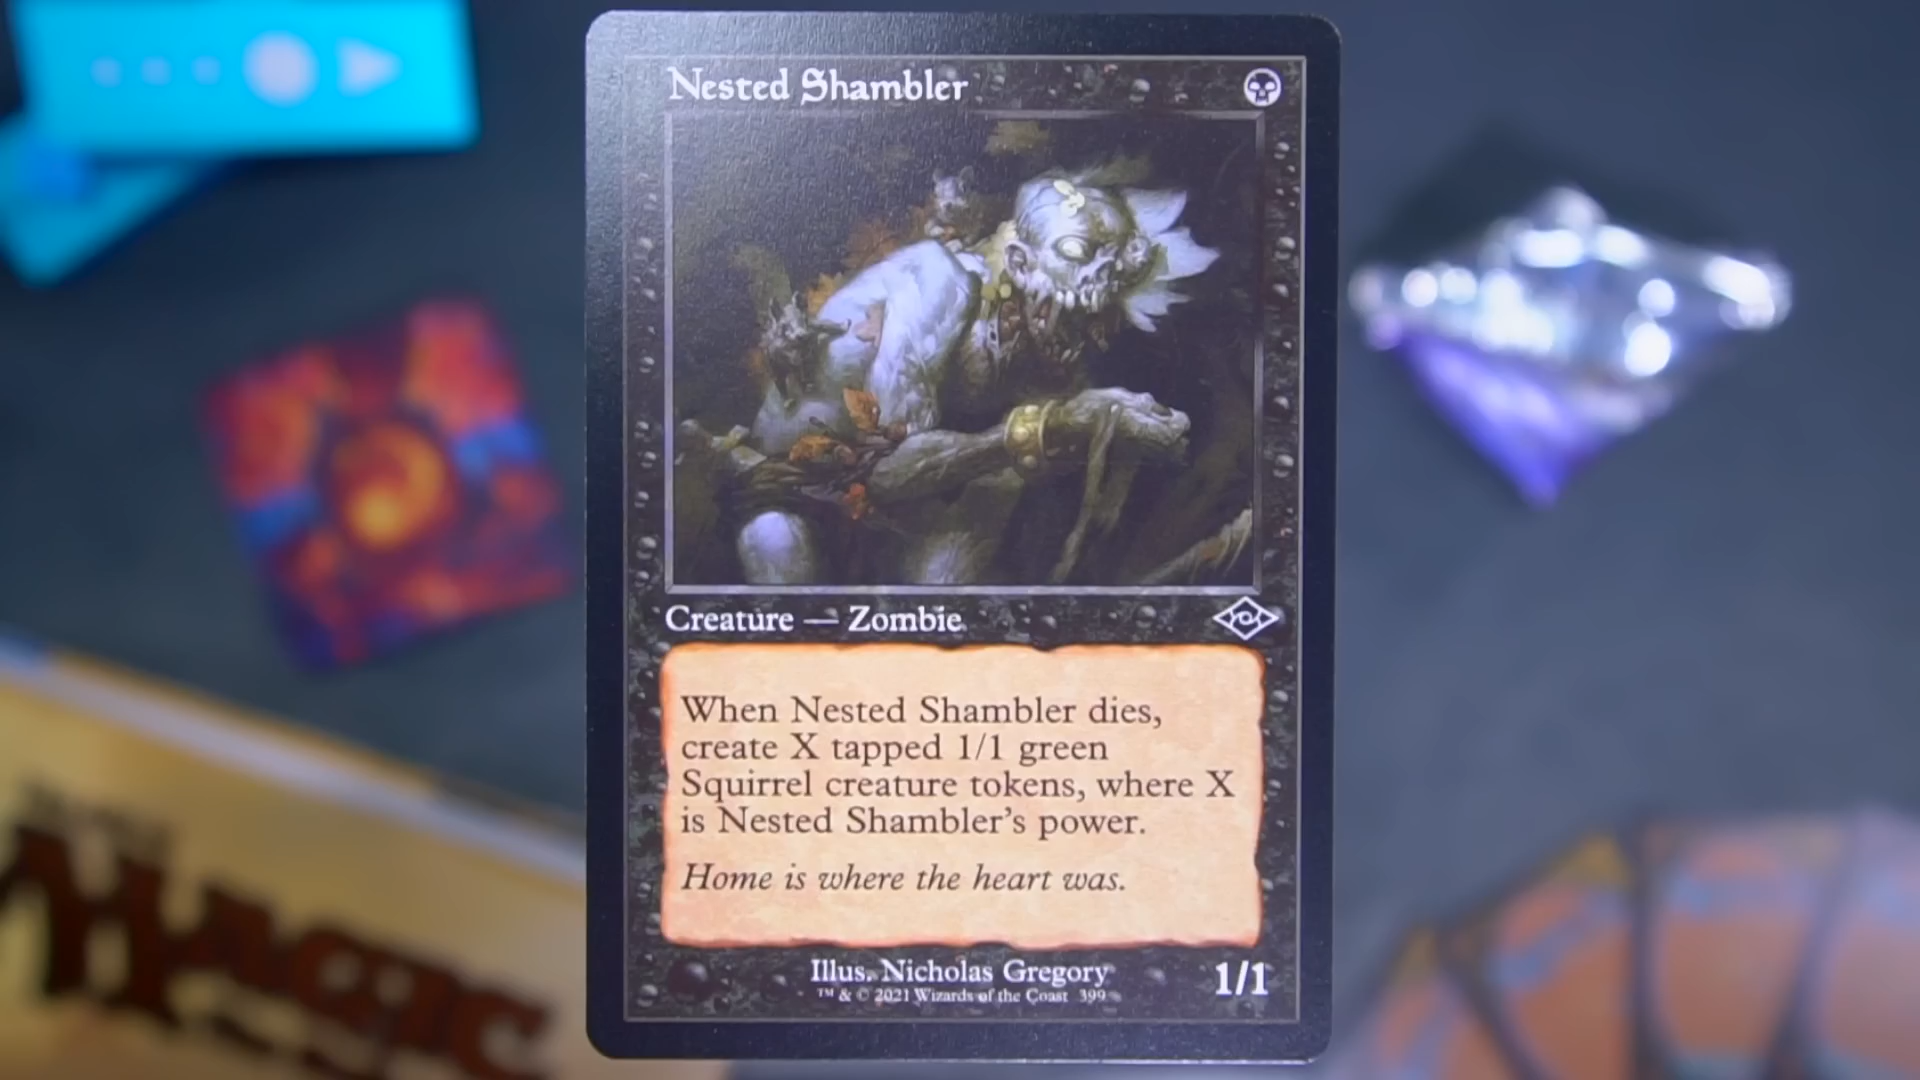 Nested Shambler
Creature — Zombie
When Nested Shambler dies,
create X tapped 1/1 green
Squirrel creature tokens, where X
is Nested Shambler's power.
Home is where the heart was.
Illus. Nicholas Gregory
1/1
™ & © 2021 Wizards of the Coast 399
Magic